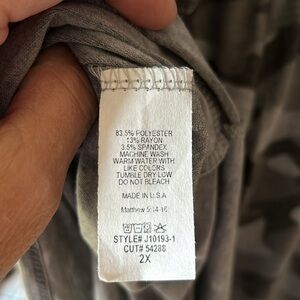 83.5% POLYESTER
13% RAYON
3.5% SPANDEX
MACHINE WASH
WARM WATER WITH
LIKE COLORS
TUMBLE DRY LOW
DO NOT BLEACH
MADE IN U.S.A
Matthew 5:14-16
STYLE# J10193-1
CUT# 54288
2X